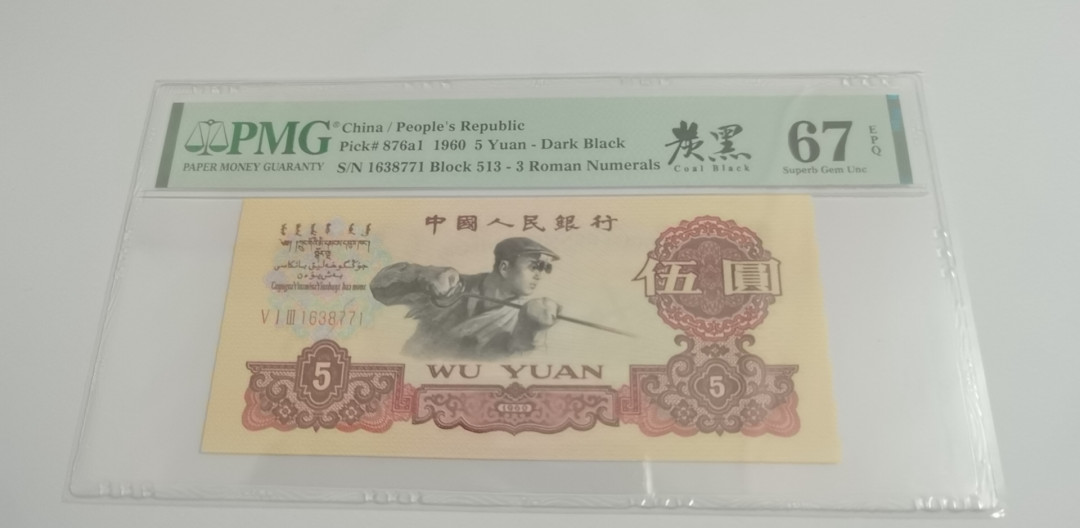 PMG®
PAPER MONEY GUARANTY
China / People's Republic
Pick# 876a1 1960 5 Yuan - Dark Black
S/N 1638771 Block 513 - 3 Roman Numerals
炭黑
Coal Black
67
EPQ
Superb Gem Unc
中國人民銀行
伍圓
V I III 1638771
5
WU YUAN
1960
5